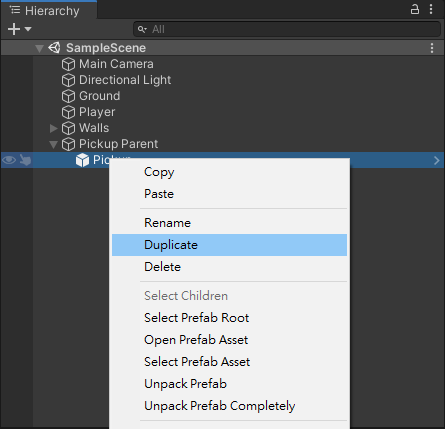 Hierarchy
All
SampleScene
Main Camera
Directional Light
Ground
Player
Walls
Pickup Parent
Copy
Paste
Rename
Duplicate
Delete
Select Children
Select Prefab Root
Open Prefab Asset
Select Prefab Asset
Unpack Prefab
Unpack Prefab Completely